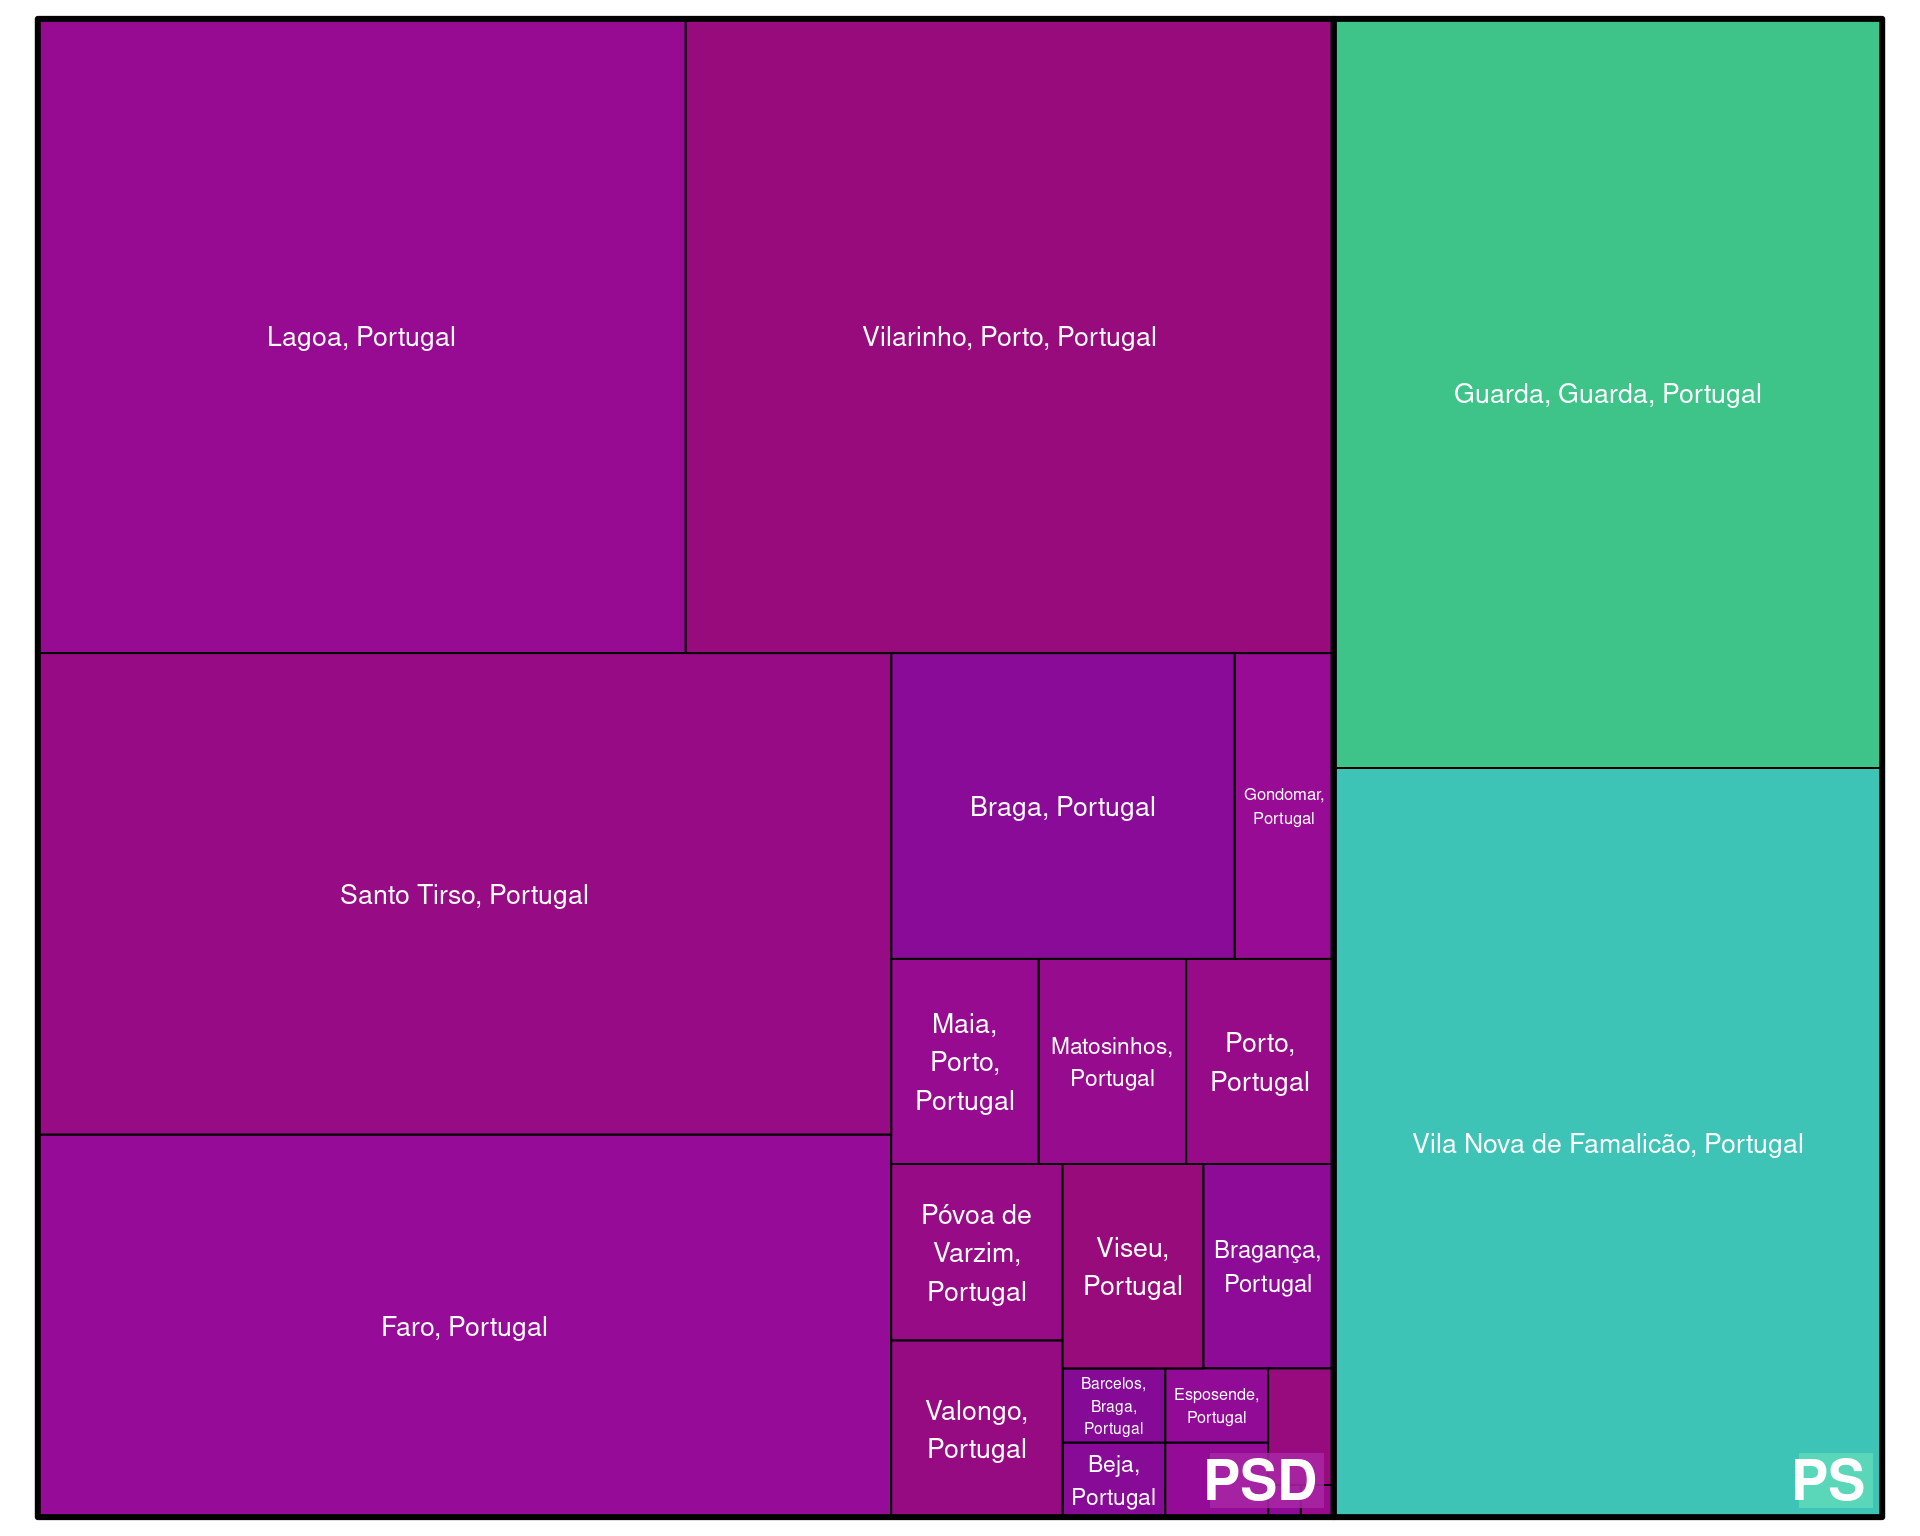 Lagoa, Portugal
Vilarinho, Porto, Portugal
Guarda, Guarda, Portugal
Santo Tirso, Portugal
Braga, Portugal
Gondomar,
Portugal
Maia,
Porto,
Portugal
Matosinhos,
Portugal
Porto,
Portugal
Vila Nova de Famalicão, Portugal
Faro, Portugal
Póvoa de
Varzim,
Portugal
Viseu,
Portugal
Bragança,
Portugal
Valongo,
Portugal
Barcelos,
Braga,
Portugal
Esposende,
Portugal
Beja,
Portugal
PSD
PS